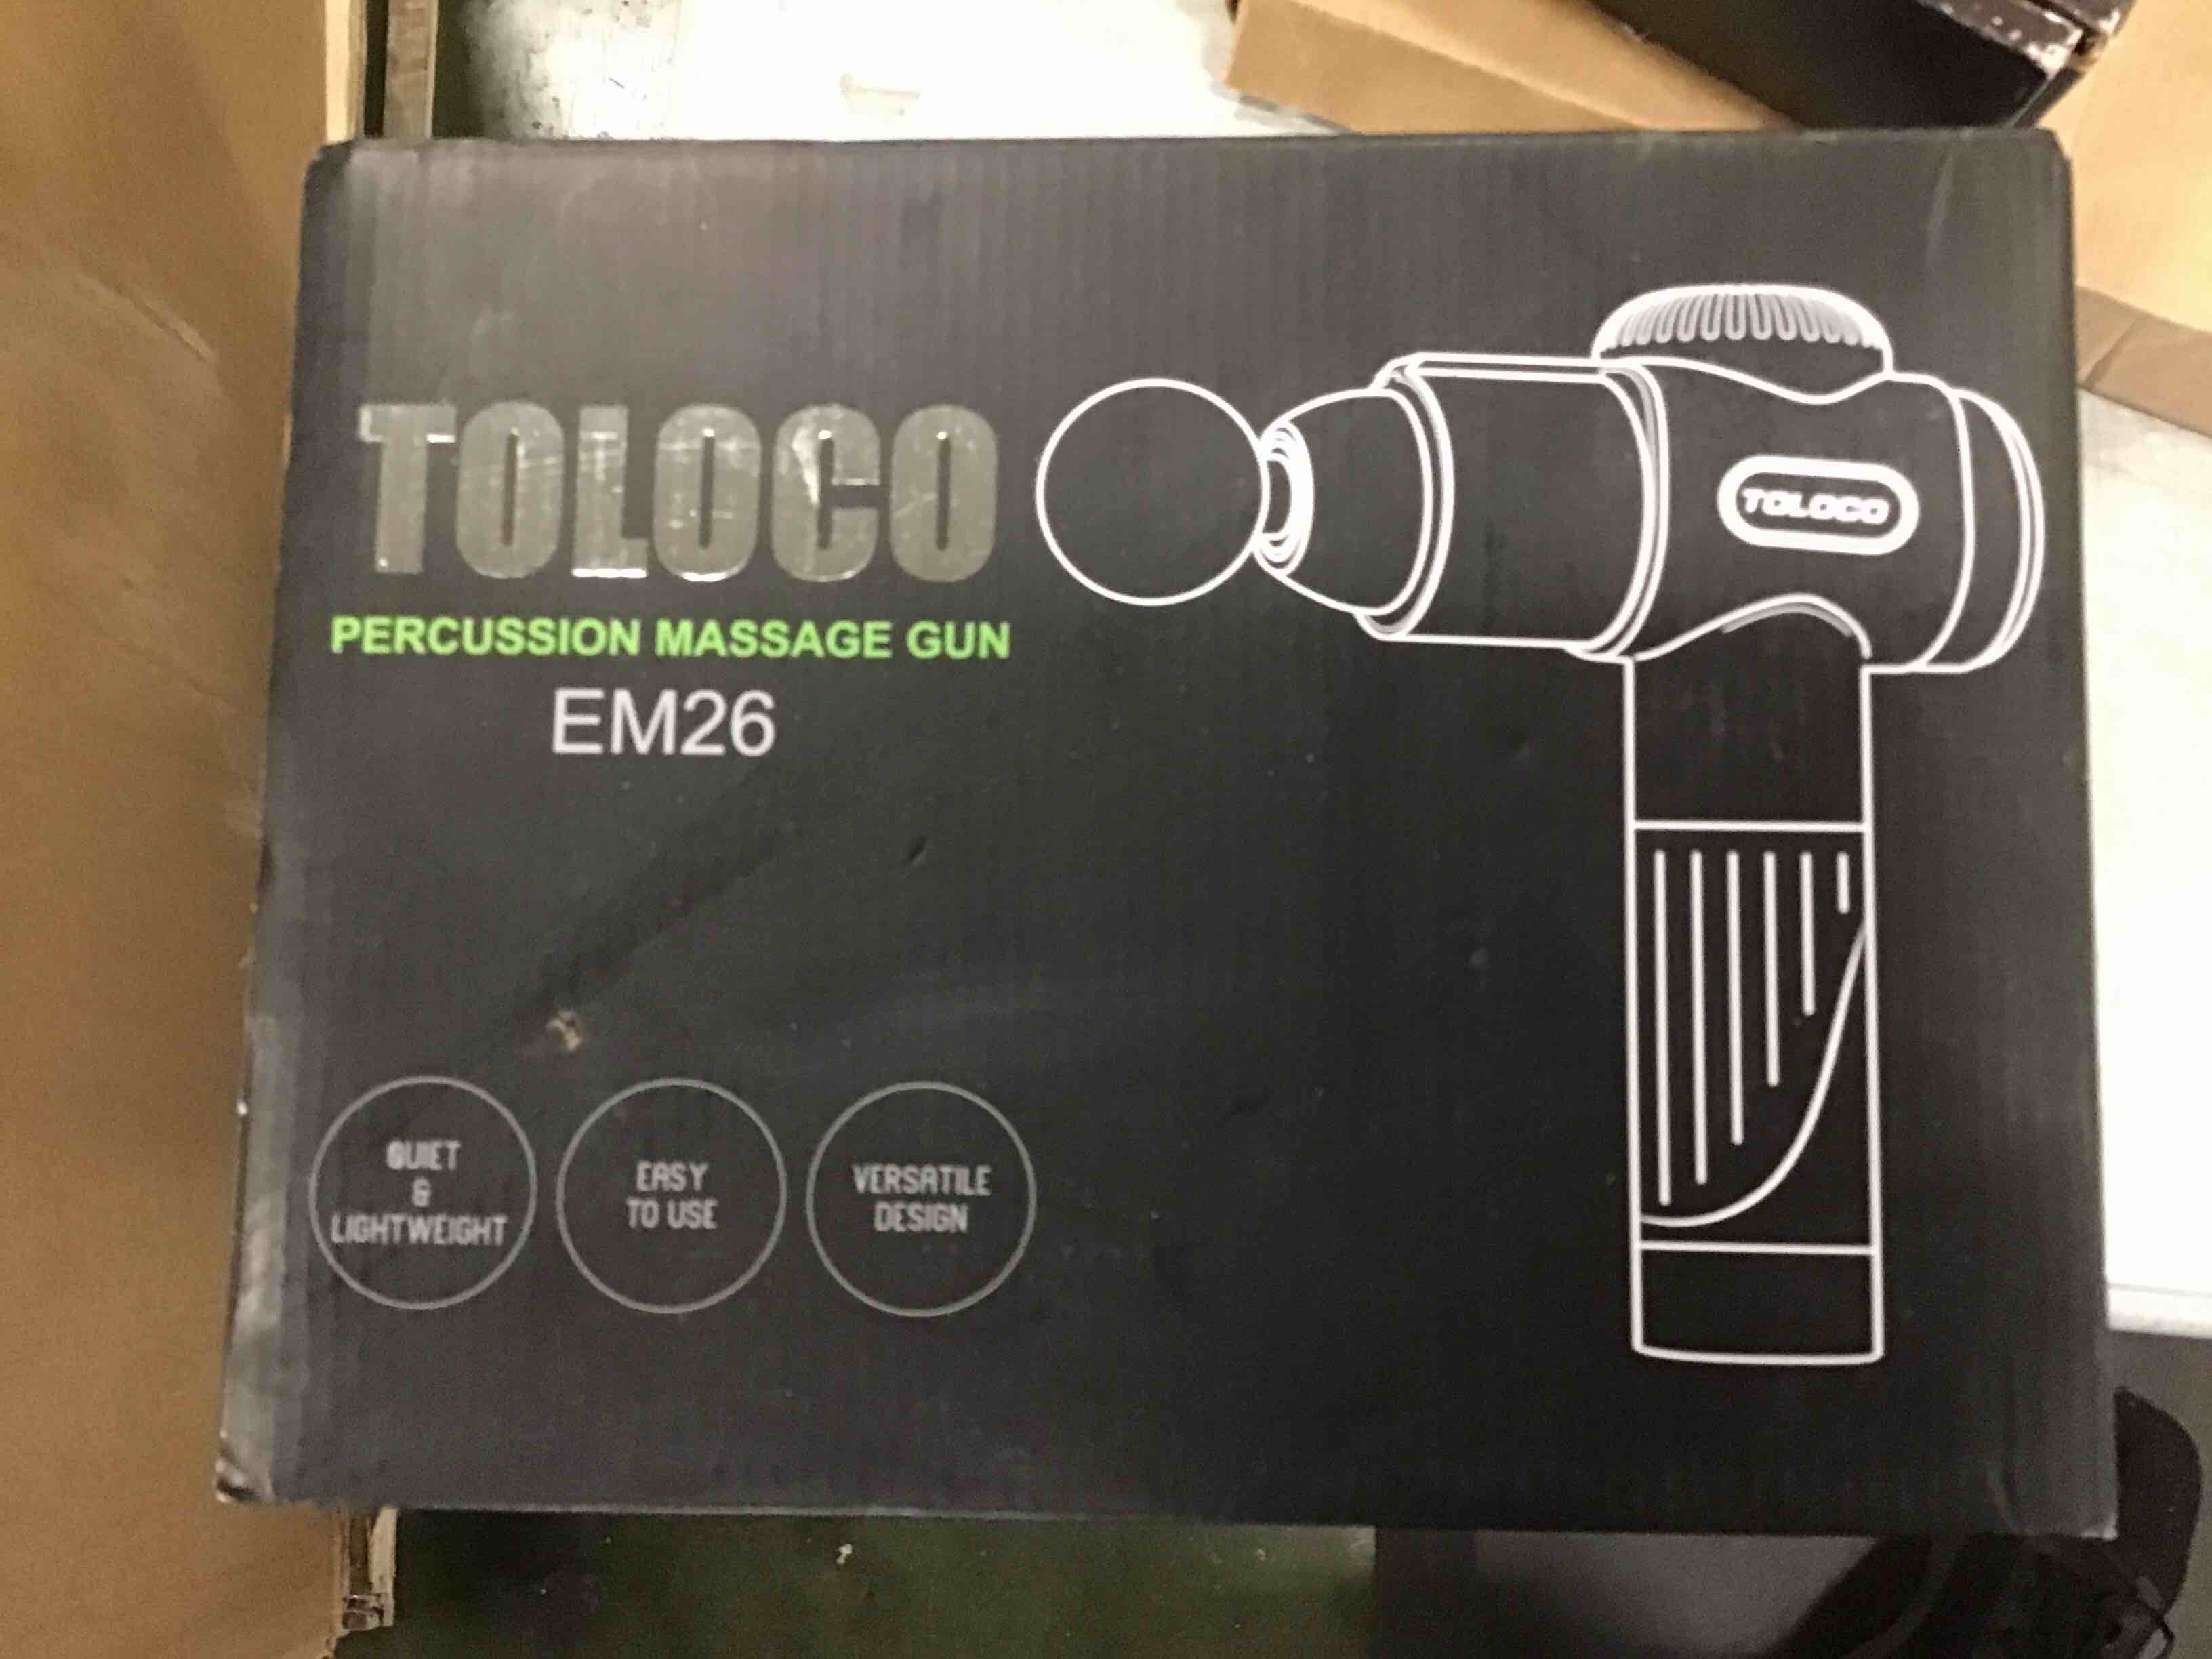 TOLOCO
PERCUSSION MASSAGE GUN
EM26
TOLOCO
QUIET
&
LIGHTWEIGHT
EASY
TO USE
VERSATILE
DESIGN